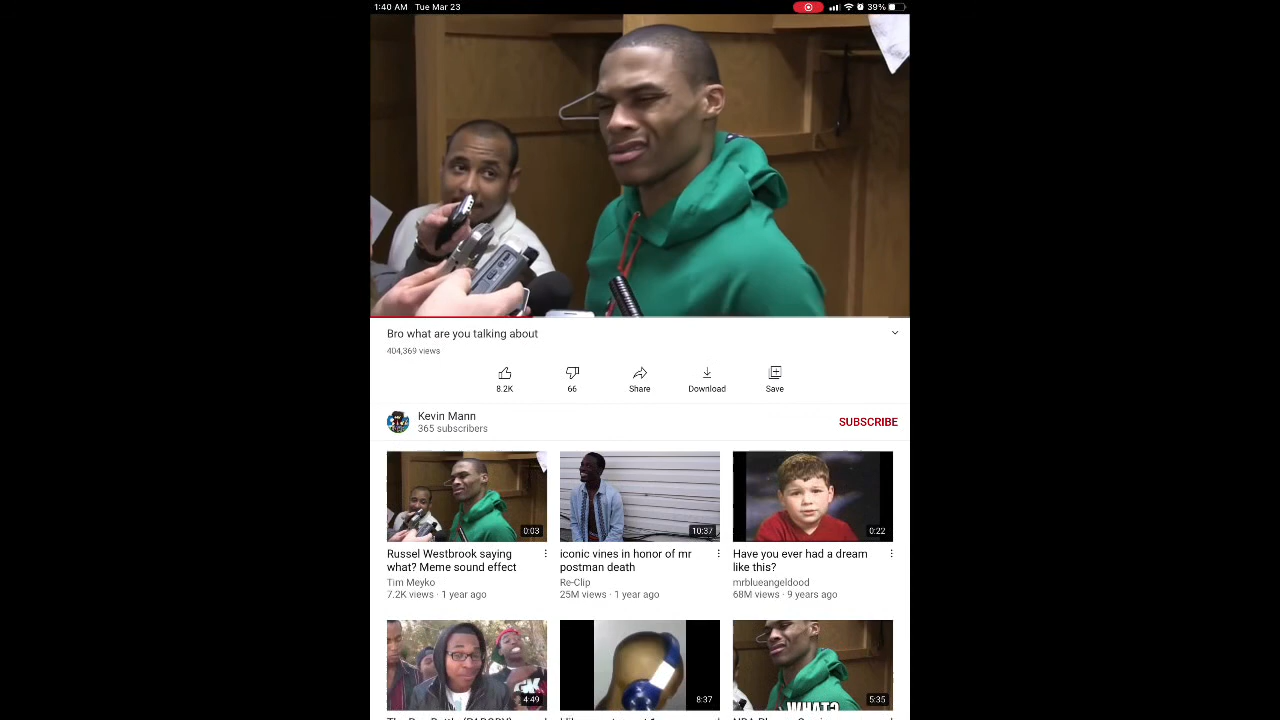 1:40 AM Tue Mar 23
39%
Bro what are you talking about
404,369 views
8.2K
66
Share
Download
Save
Kevin Mann
365 subscribers
SUBSCRIBE
0:03
Russel Westbrook saying
what? Meme sound effect
Tim Meyko
7.2K views · 1 year ago
10:37
iconic vines in honor of mr
postman death
Re-Clip
25M views · 1 year ago
0:22
Have you ever had a dream
like this?
mrblueangeldood
68M views · 9 years ago
4:49
8:37
5:35